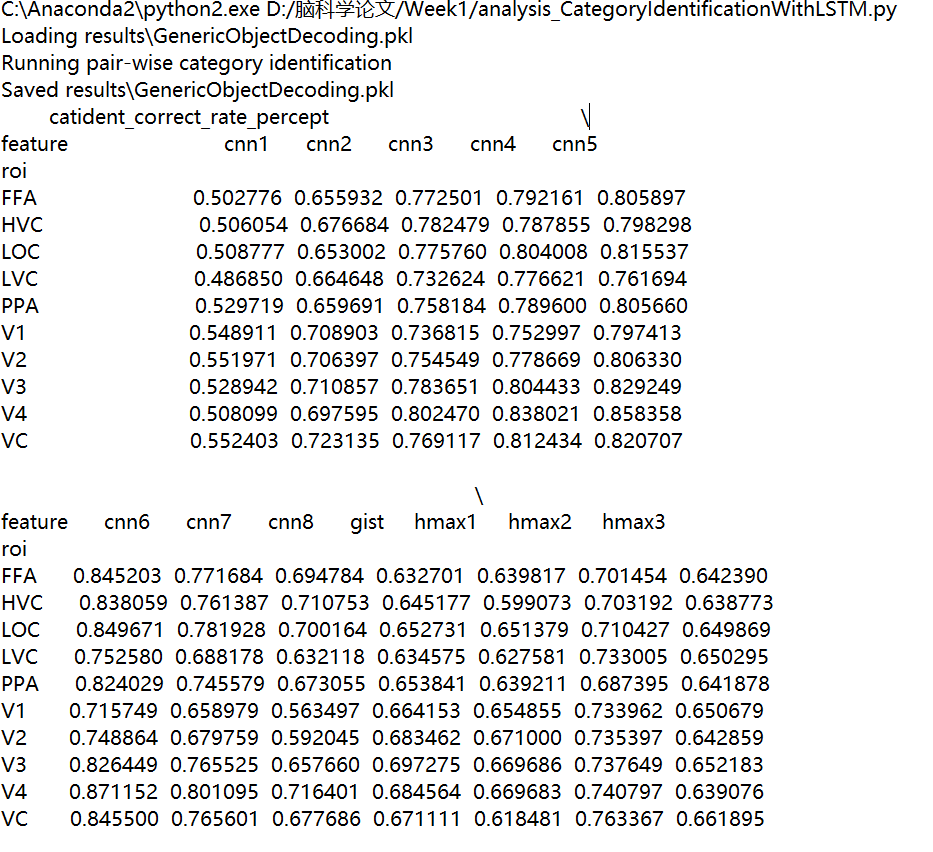 C:\Anaconda2\python2.exe D:/脑科学论文/Week1/analysis_CategoryIdentificationWithLSTM.py
Loading results\GenericObjectDecoding.pkl
Running pair-wise category identification
Saved results\GenericObjectDecoding.pkl
catident_correct_rate_percept \
feature cnn1 cnn2 cnn3 cnn4 cnn5
roi
FFA 0.502776 0.655932 0.772501 0.792161 0.805897
HVC 0.506054 0.676684 0.782479 0.787855 0.798298
LOC 0.508777 0.653002 0.775760 0.804008 0.815537
LVC 0.486850 0.664648 0.732624 0.776621 0.761694
PPA 0.529719 0.659691 0.758184 0.789600 0.805660
V1 0.548911 0.708903 0.736815 0.752997 0.797413
V2 0.551971 0.706397 0.754549 0.778669 0.806330
V3 0.528942 0.710857 0.783651 0.804433 0.829249
V4 0.508099 0.697595 0.802470 0.838021 0.858358
VC 0.552403 0.723135 0.769117 0.812434 0.820707
\
feature cnn6 cnn7 cnn8 gist hmax1 hmax2 hmax3
roi
FFA 0.845203 0.771684 0.694784 0.632701 0.639817 0.701454 0.642390
HVC 0.838059 0.761387 0.710753 0.645177 0.599073 0.703192 0.638773
LOC 0.849671 0.781928 0.700164 0.652731 0.651379 0.710427 0.649869
LVC 0.752580 0.688178 0.632118 0.634575 0.627581 0.733005 0.650295
PPA 0.824029 0.745579 0.673055 0.653841 0.639211 0.687395 0.641878
V1 0.715749 0.658979 0.563497 0.664153 0.654855 0.733962 0.650679
V2 0.748864 0.679759 0.592045 0.683462 0.671000 0.735397 0.642859
V3 0.826449 0.765525 0.657660 0.697275 0.669686 0.737649 0.652183
V4 0.871152 0.801095 0.716401 0.684564 0.669683 0.740797 0.639076
VC 0.845500 0.765601 0.677686 0.671111 0.618481 0.763367 0.661895